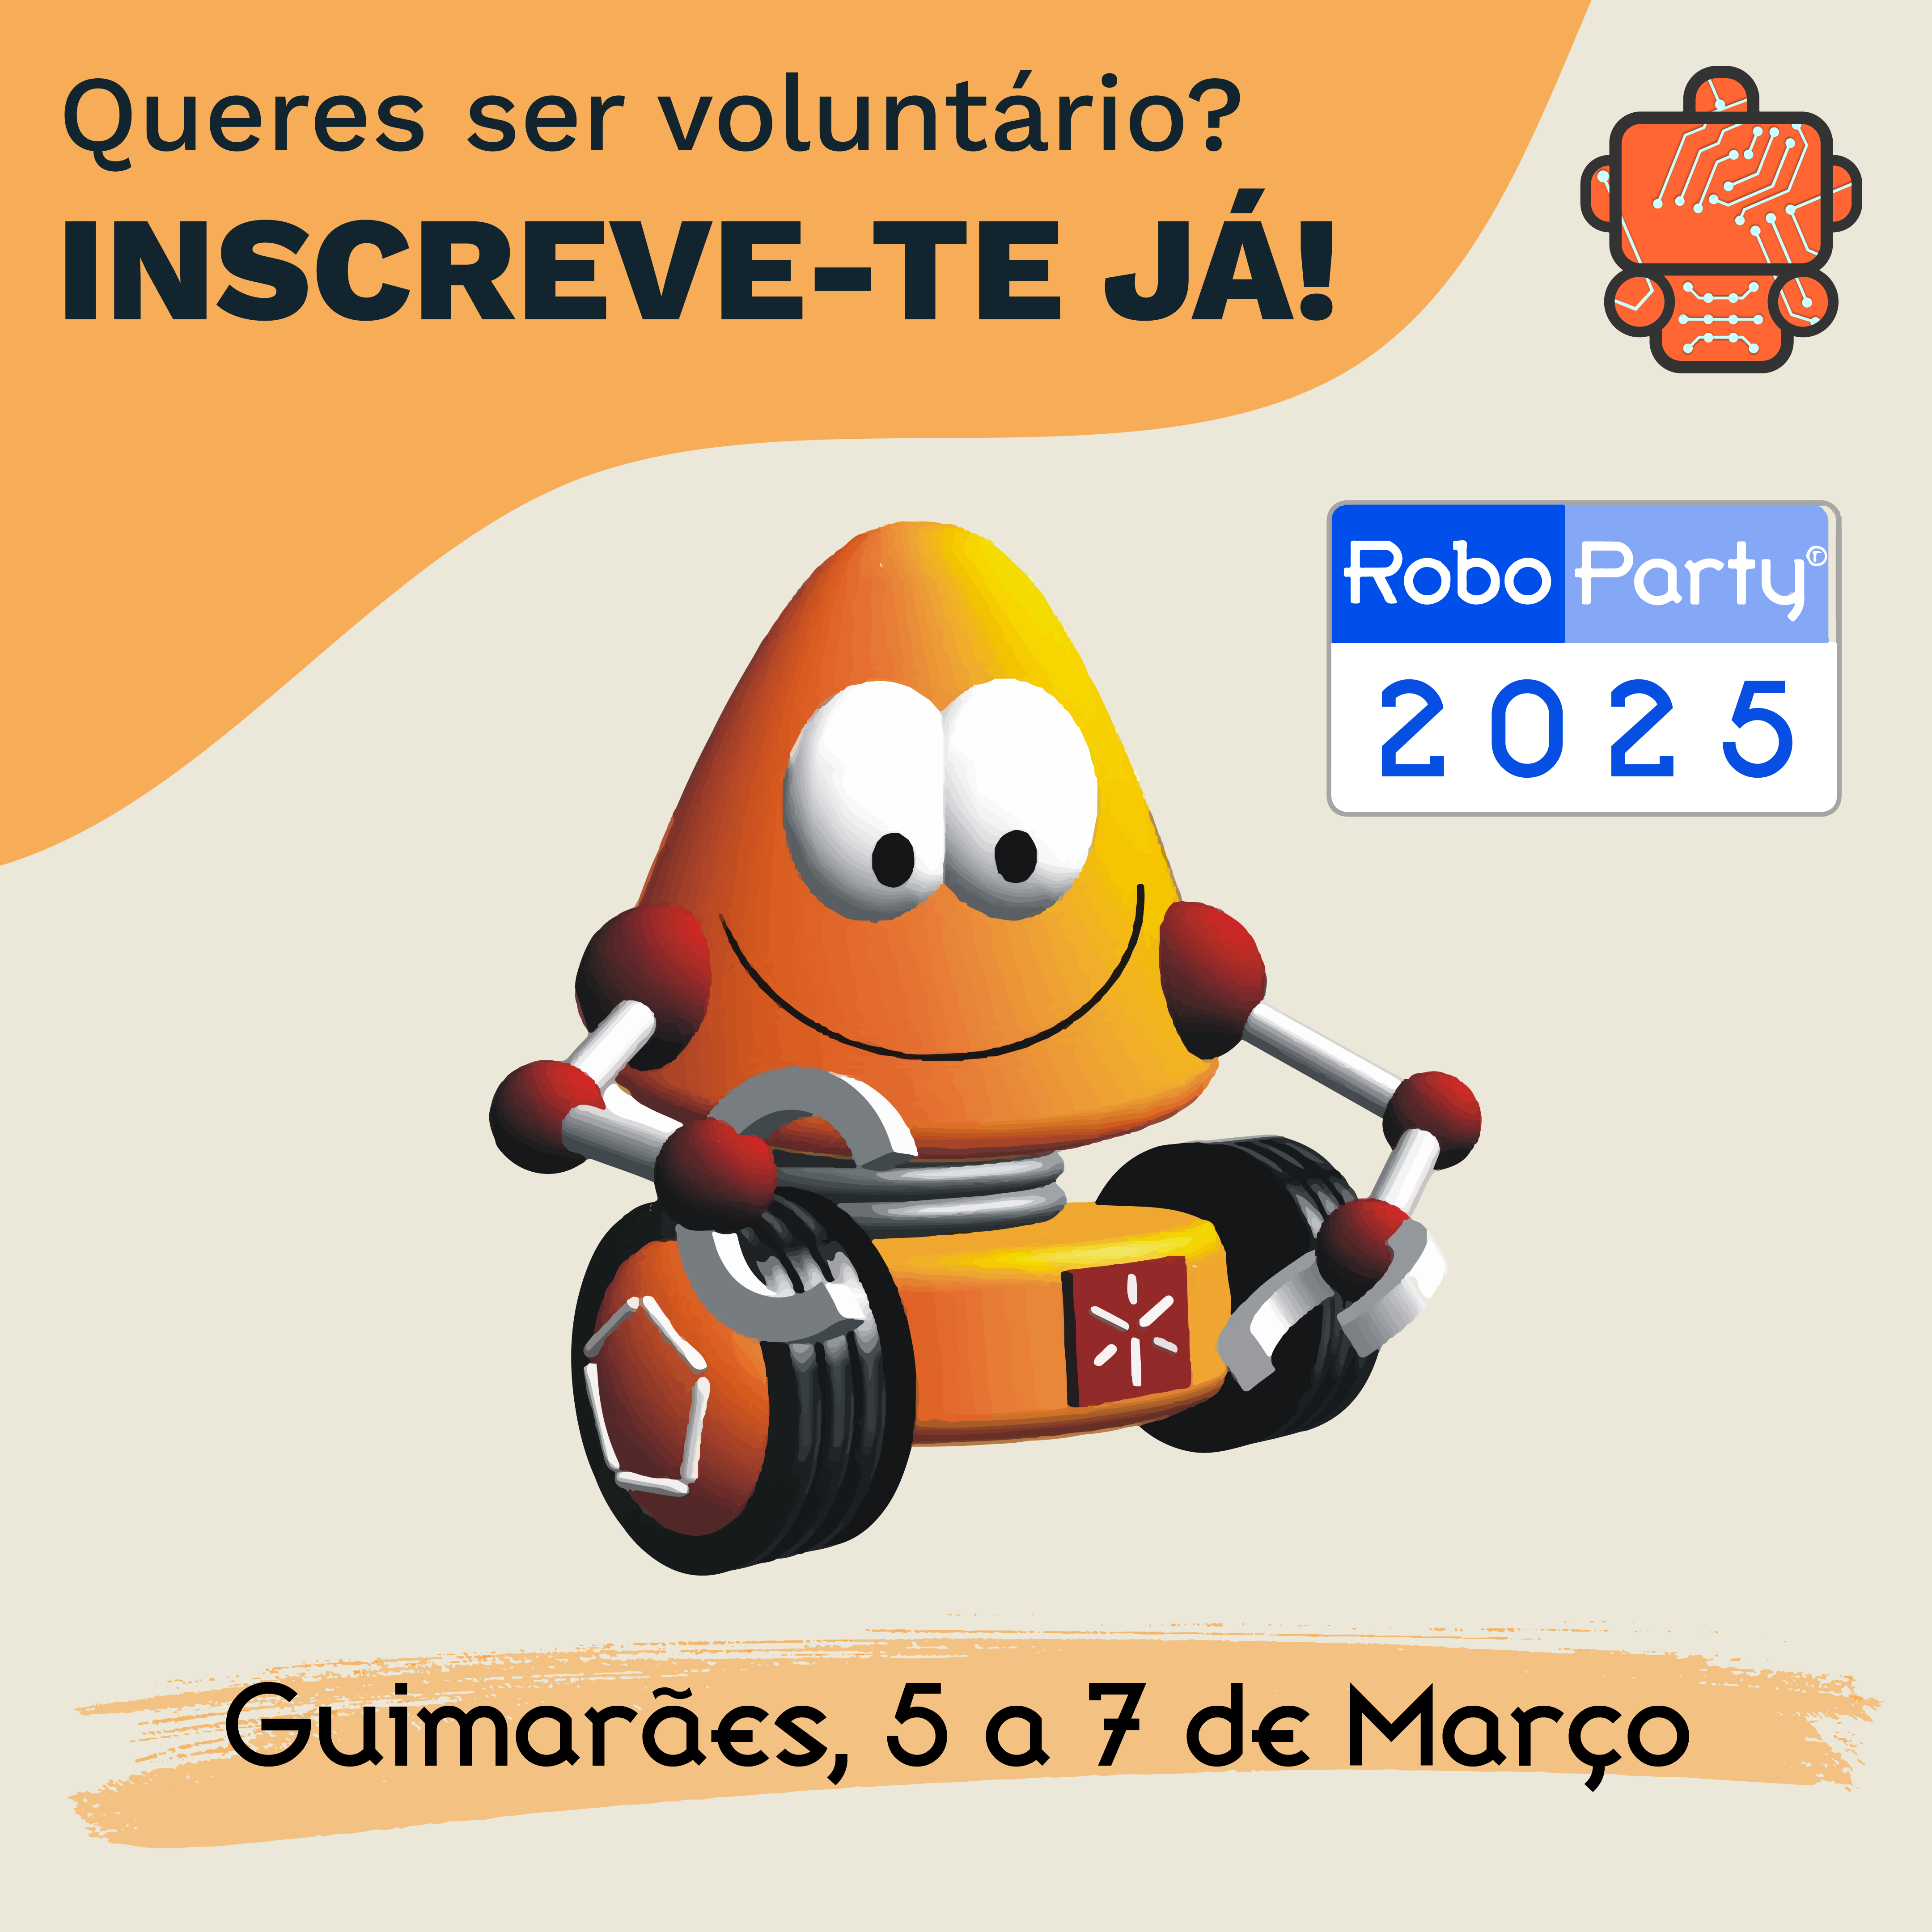 Queres ser voluntário?
INSCREVE-TE JÁ!
Robo Party®
2025
Guimarães, 5 a 7 de Março